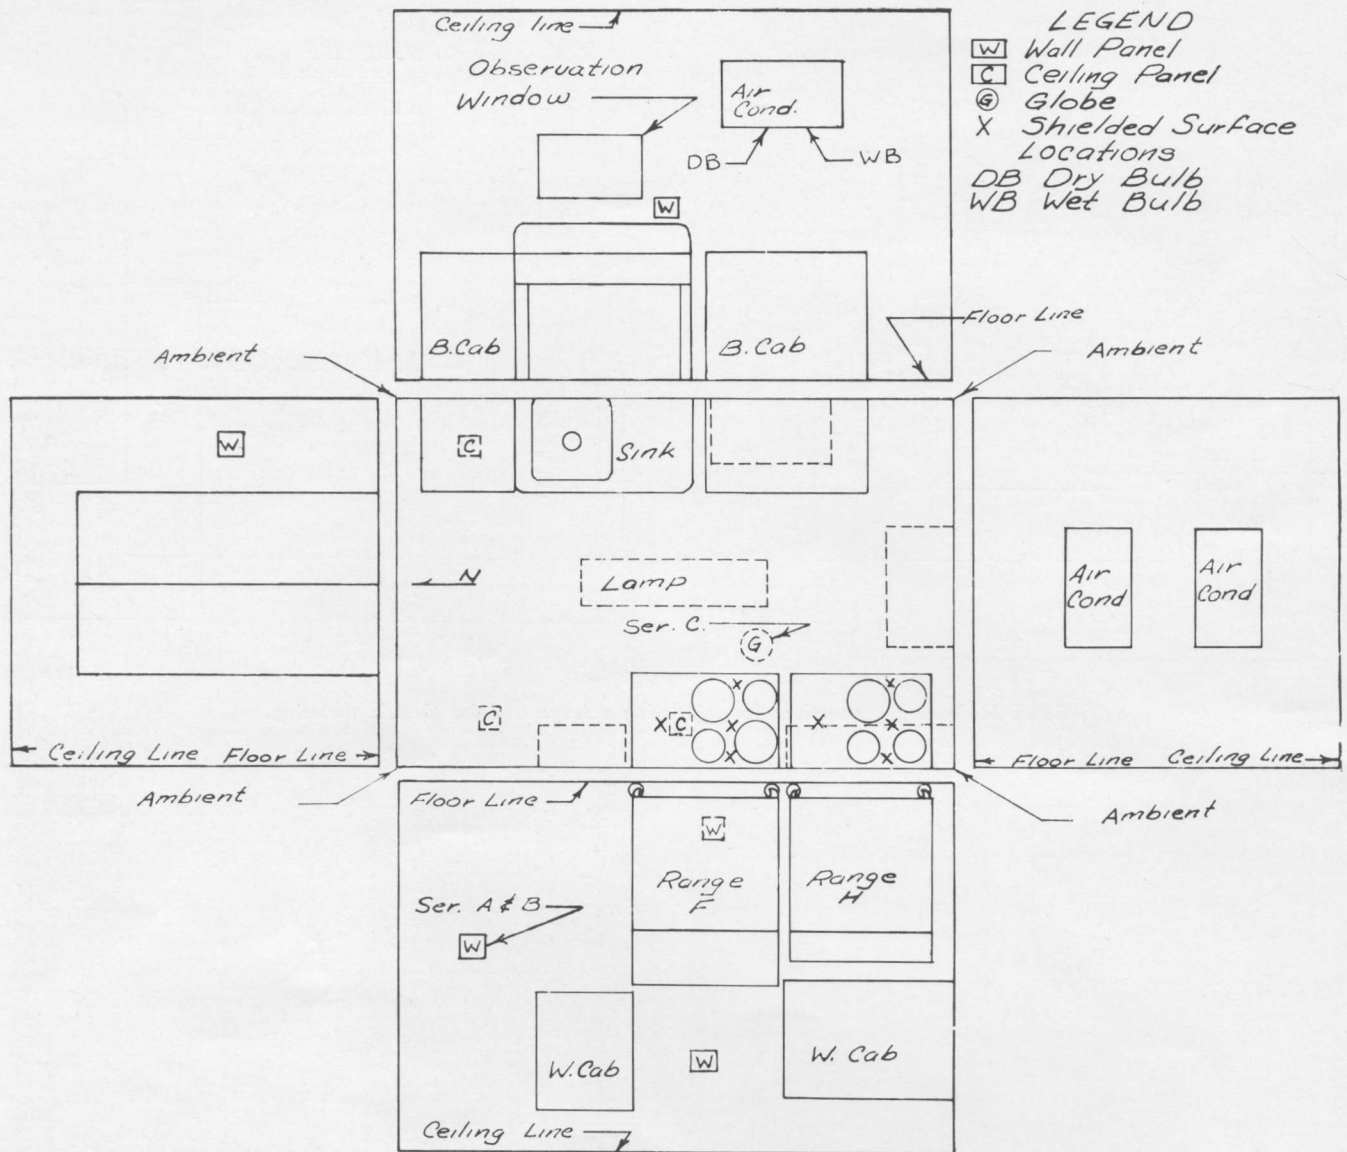 Ceiling line
LEGEND
W Wall Panel
C Ceiling Panel
G Globe
X Shielded Surface
Locations
DB Dry Bulb
WB Wet Bulb
Observation
Window
Air
Cond.
DB
WB
W
B.Cab
B.Cab
Floor Line
Ambient
Ambient
W
C
Sink
N
Lamp
Ser. C.
G
Air
Cond
Air
Cond
C
X
C
X
X
X
X
X
X
X
Ceiling Line
Floor Line
Floor Line
Ceiling Line
Ambient
Ambient
Floor Line
G
G
G
G
W
Range
F
Range
H
Ser. A & B
W
W.Cab
W
W. Cab
Ceiling Line